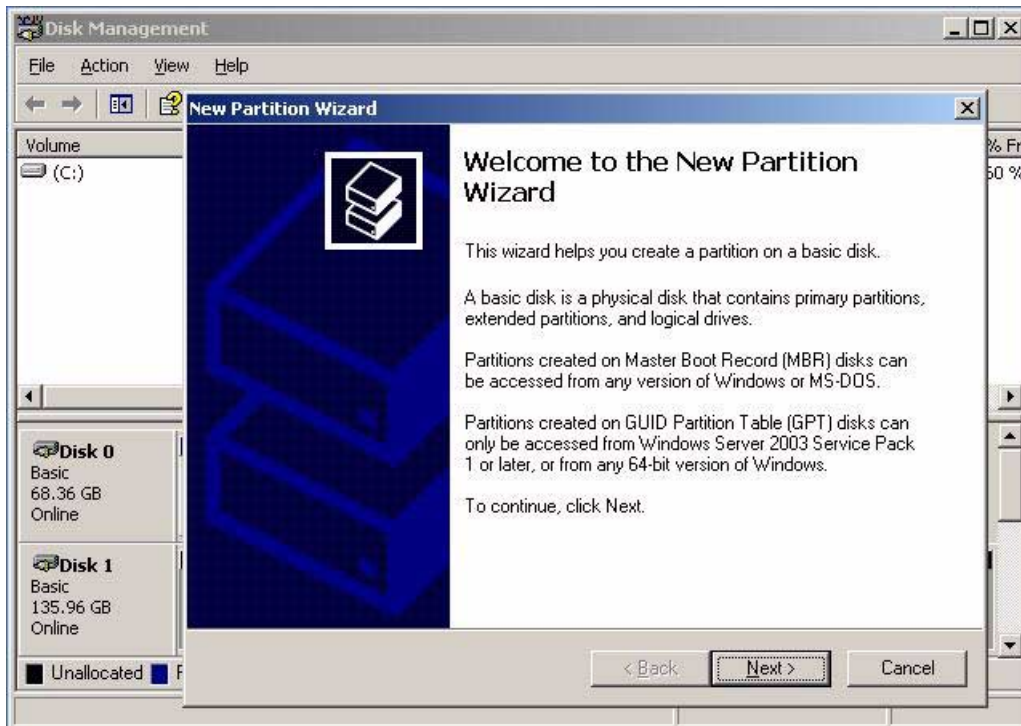 Disk Management
File Action View Help
New Partition Wizard
Volume
% Fr
(C:)
60 %
Welcome to the New Partition
Wizard
This wizard helps you create a partition on a basic disk.
A basic disk is a physical disk that contains primary partitions,
extended partitions, and logical drives.
Partitions created on Master Boot Record (MBR) disks can
be accessed from any version of Windows or MS-DOS.
Partitions created on GUID Partition Table (GPT) disks can
only be accessed from Windows Server 2003 Service Pack
1 or later, or from any 64-bit version of Windows.
To continue, click Next.
Disk 0
Basic
68.36 GB
Online
Disk 1
Basic
135.96 GB
Online
Unallocated
< Back Next > Cancel